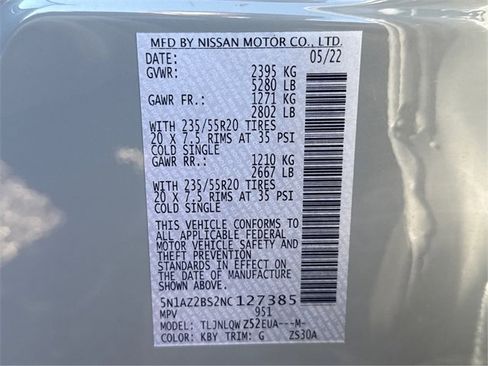 MFD BY NISSAN MOTOR CO., LTD.
DATE: 05/22
GVWR: 2395 KG
5280 LB
GAWR FR.: 1271 KG
2802 LB
WITH 235/55R20 TIRES
20 X 7.5 RIMS AT 35 PSI
COLD SINGLE
GAWR RR.: 1210 KG
2667 LB
WITH 235/55R20 TIRES
20 X 7.5 RIMS AT 35 PSI
COLD SINGLE
THIS VEHICLE CONFORMS TO
ALL APPLICABLE FEDERAL
MOTOR VEHICLE SAFETY AND
THEFT PREVENTION
STANDARDS IN EFFECT ON
THE DATE OF MANUFACTURE
SHOWN ABOVE.
5N1AZ2BS2NC127385
MPV 951
MODEL: TLJNLQW Z52EUA---M-
COLOR: KBY TRIM: G ZS30A